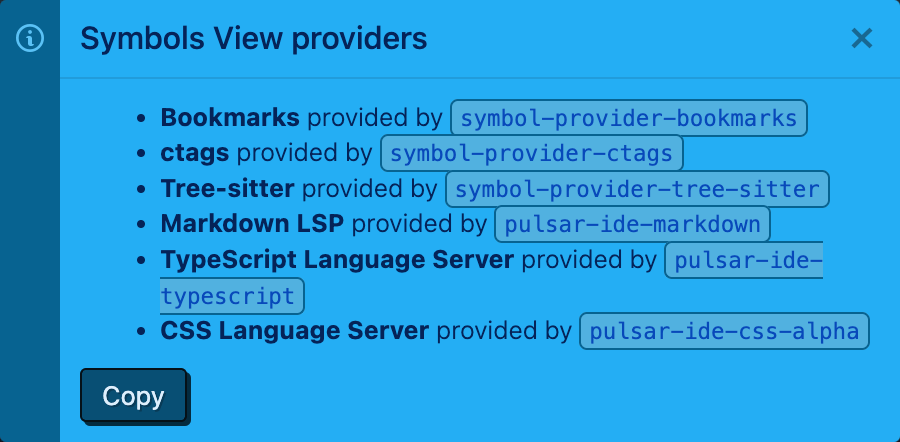 Symbols View providers
• Bookmarks provided by symbol-provider-bookmarks
• ctags provided by symbol-provider-ctags
• Tree-sitter provided by symbol-provider-tree-sitter
• Markdown LSP provided by pulsar-ide-markdown
• TypeScript Language Server provided by pulsar-ide-
typescript
• CSS Language Server provided by pulsar-ide-css-alpha
Copy